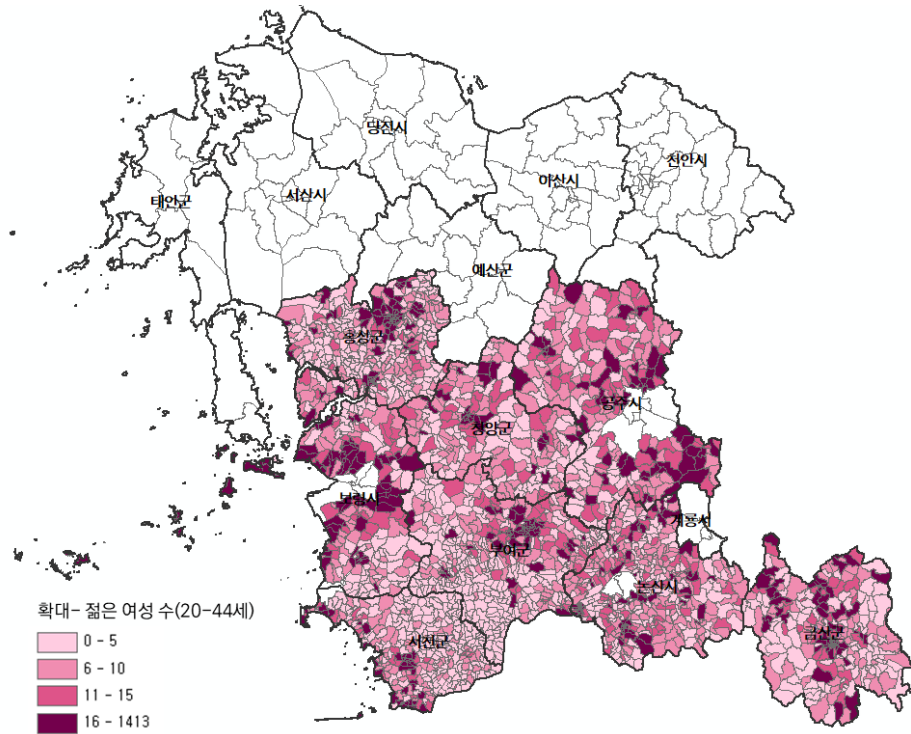 당진시
천안시
아산시
서산시
태안군
예산군
홍성군
공주시
청양군
보령시
계룡시
부여군
논산시
금산군
서천군
확대- 젊은 여성 수(20-44세)
0 - 5
6 - 10
11 - 15
16 - 1413